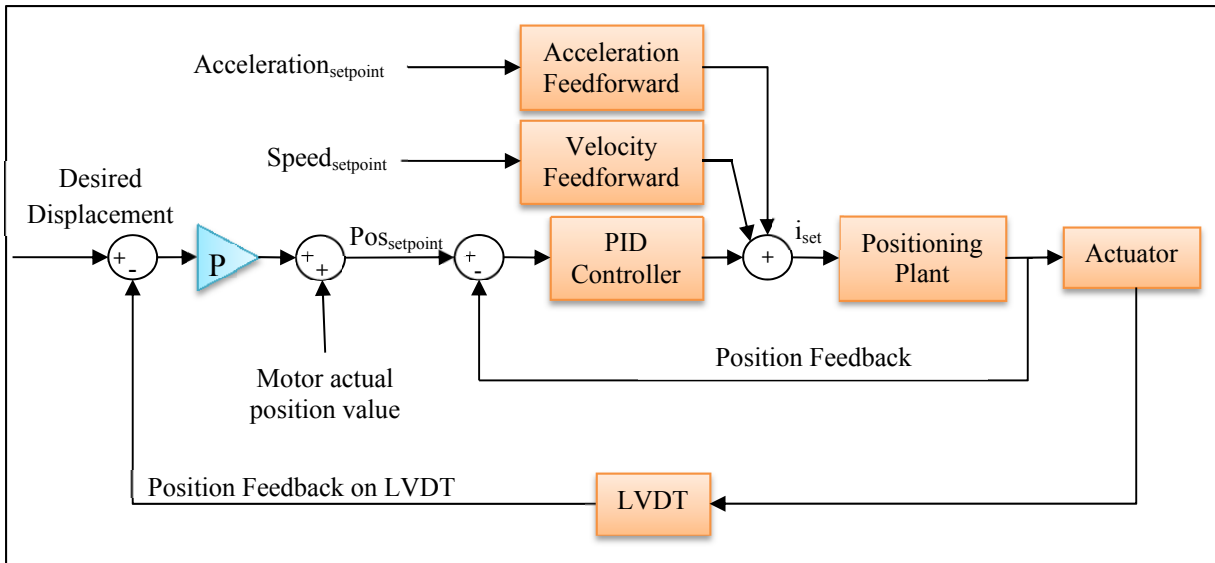 Acceleration
Feedforward
Accelerationsetpoint
Velocity
Feedforward
Speedsetpoint
Desired
Displacement
+
-
P
+
+
Possetpoint
+
-
PID
Controller
+
iset
Positioning
Plant
Actuator
Position Feedback
Motor actual
position value
Position Feedback on LVDT
LVDT